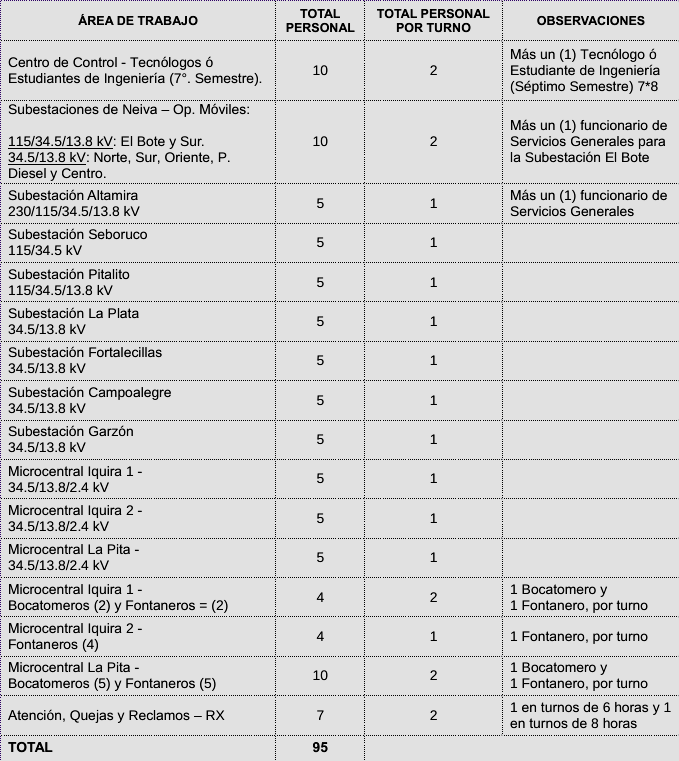 ÁREA DE TRABAJO
TOTAL
PERSONAL
TOTAL PERSONAL
POR TURNO
OBSERVACIONES
Centro de Control - Tecnólogos ó
Estudiantes de Ingeniería (7°. Semestre).
10
2
Más un (1) Tecnólogo ó
Estudiante de Ingeniería
(Séptimo Semestre) 7*8
Subestaciones de Neiva – Op. Móviles:
115/34.5/13.8 kV: El Bote y Sur.
34.5/13.8 kV: Norte, Sur, Oriente, P.
Diesel y Centro.
10
2
Más un (1) funcionario de
Servicios Generales para
la Subestación El Bote
Subestación Altamira
230/115/34.5/13.8 kV
5
1
Más un (1) funcionario de
Servicios Generales
Subestación Seboruco
115/34.5 kV
5
1
Subestación Pitalito
115/34.5/13.8 kV
5
1
Subestación La Plata
34.5/13.8 kV
5
1
Subestación Fortalecillas
34.5/13.8 kV
5
1
Subestación Campoalegre
34.5/13.8 kV
5
1
Subestación Garzón
34.5/13.8 kV
5
1
Microcentral Iquira 1 -
34.5/13.8/2.4 kV
5
1
Microcentral Iquira 2 -
34.5/13.8/2.4 kV
5
1
Microcentral La Pita -
34.5/13.8/2.4 kV
5
1
Microcentral Iquira 1 -
Bocatomeros (2) y Fontaneros = (2)
4
2
1 Bocatomero y
1 Fontanero, por turno
Microcentral Iquira 2 -
Fontaneros (4)
4
1
1 Fontanero, por turno
Microcentral La Pita -
Bocatomeros (5) y Fontaneros (5)
10
2
1 Bocatomero y
1 Fontanero, por turno
Atención, Quejas y Reclamos – RX
7
2
1 en turnos de 6 horas y 1
en turnos de 8 horas
TOTAL
95